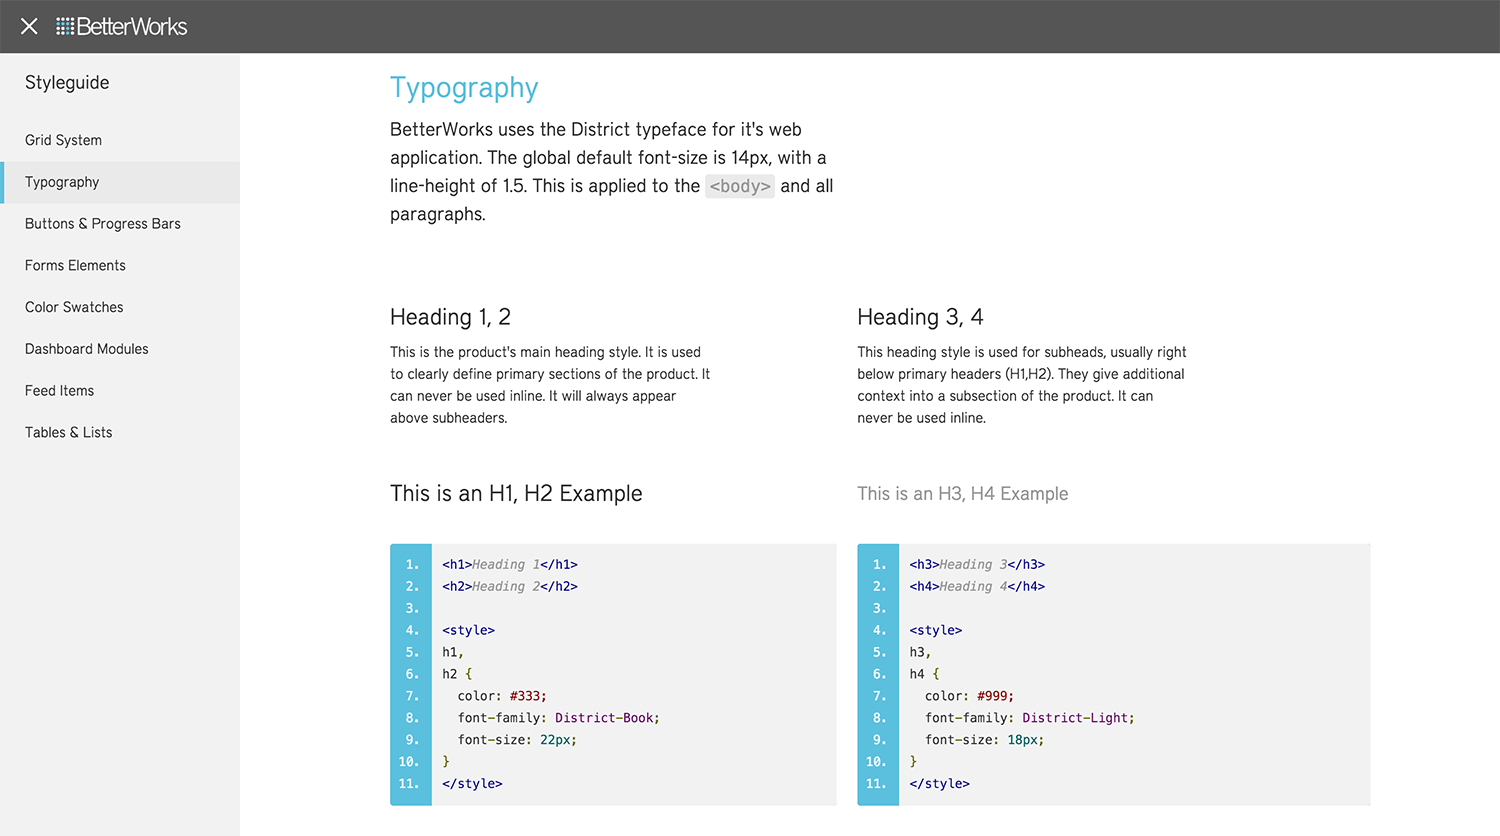 BetterWorks
Styleguide
Grid System
Typography
Buttons & Progress Bars
Forms Elements
Color Swatches
Dashboard Modules
Feed Items
Tables & Lists
Typography
BetterWorks uses the District typeface for it's web
application. The global default font-size is 14px, with a
line-height of 1.5. This is applied to the <body> and all
paragraphs.
Heading 1, 2
This is the product's main heading style. It is used
to clearly define primary sections of the product. It
can never be used inline. It will always appear
above subheaders.
This is an H1, H2 Example
1. <h1>Heading 1</h1>
2. <h2>Heading 2</h2>
3.
4. <style>
5. h1,
6. h2 {
7. color: #333;
8. font-family: District-Book;
9. font-size: 22px;
10. }
11. </style>
Heading 3, 4
This heading style is used for subheads, usually right
below primary headers (H1,H2). They give additional
context into a subsection of the product. It can
never be used inline.
This is an H3, H4 Example
1. <h3>Heading 3</h3>
2. <h4>Heading 4</h4>
3.
4. <style>
5. h3,
6. h4 {
7. color: #999;
8. font-family: District-Light;
9. font-size: 18px;
10. }
11. </style>